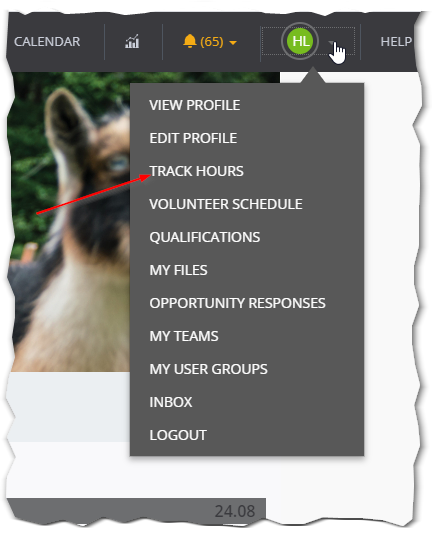 CALENDAR
(65)
HL
HELP
VIEW PROFILE
EDIT PROFILE
TRACK HOURS
VOLUNTEER SCHEDULE
QUALIFICATIONS
MY FILES
OPPORTUNITY RESPONSES
MY TEAMS
MY USER GROUPS
INBOX
LOGOUT
24.08